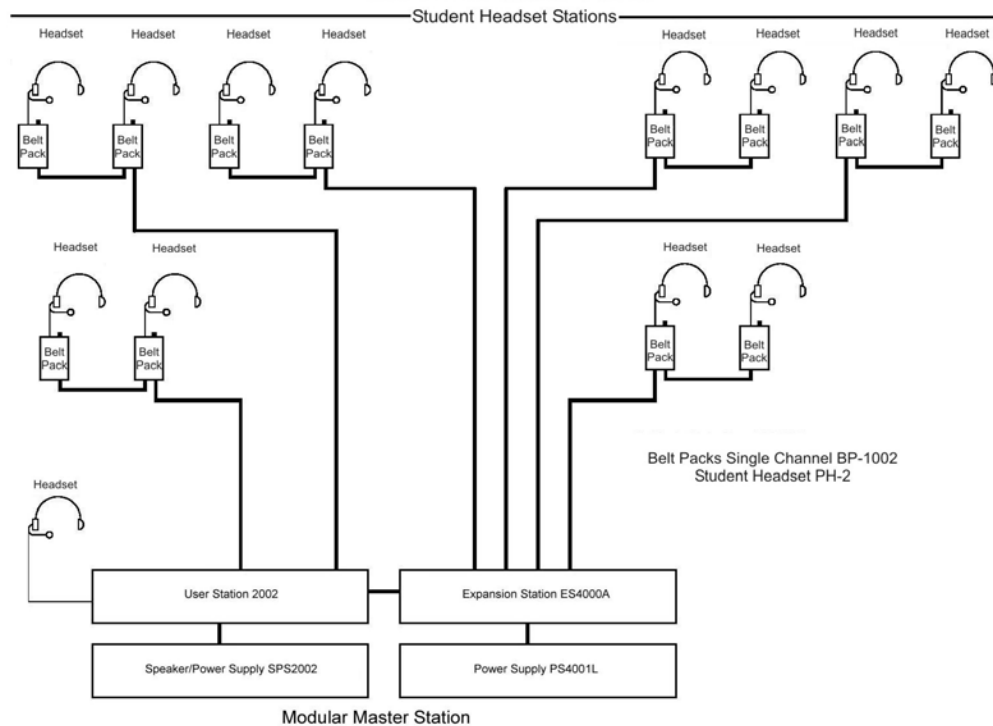 Student Headset Stations
Headset Headset Headset Headset Headset Headset Headset Headset
Belt Pack
Belt Pack
Belt Pack
Belt Pack
Belt Pack
Belt Pack
Belt Pack
Belt Pack
Headset Headset Headset Headset
Belt Pack
Belt Pack
Belt Pack
Belt Pack
Belt Packs Single Channel BP-1002
Student Headset PH-2
Headset
User Station 2002
Expansion Station ES4000A
Speaker/Power Supply SPS2002
Power Supply PS4001L
Modular Master Station